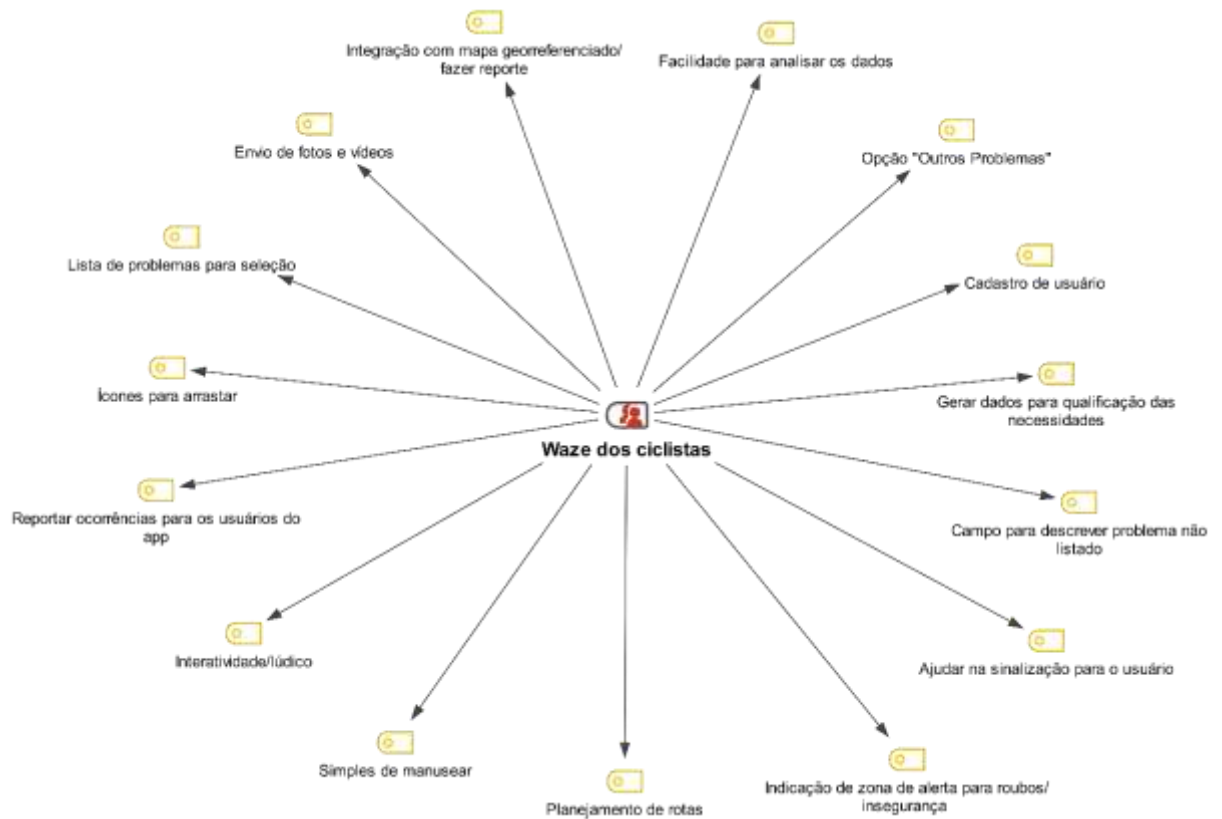 Integração com mapa georreferenciado/
fazer reporte
Facilidade para analisar os dados
Envio de fotos e vídeos
Opção "Outros Problemas"
Lista de problemas para seleção
Cadastro de usuário
Ícones para arrastar
Gerar dados para qualificação das
necessidades
Waze dos ciclistas
Reportar ocorrências para os usuários do
app
Campo para descrever problema não
listado
Interatividade/lúdico
Ajudar na sinalização para o usuário
Simples de manusear
Planejamento de rotas
Indicação de zona de alerta para roubos/
insegurança